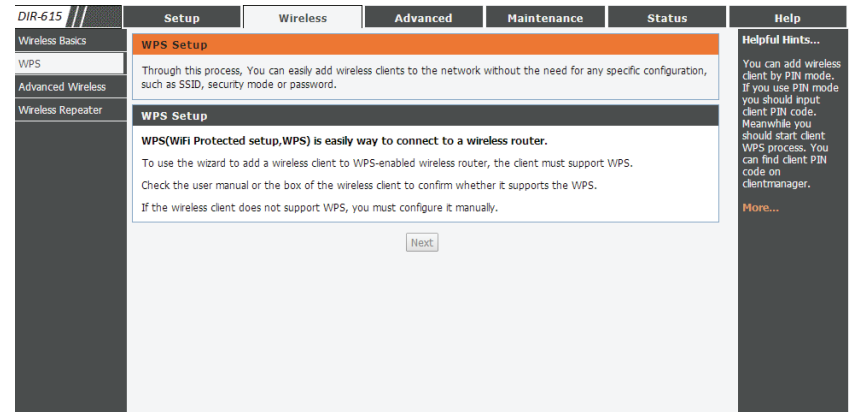 DIR-615
Setup
Wireless
Advanced
Maintenance
Status
Help
Wireless Basics
WPS
Advanced Wireless
Wireless Repeater
WPS Setup
Through this process, You can easily add wireless clients to the network without the need for any specific configuration,
such as SSID, security mode or password.
WPS Setup
WPS(WiFi Protected setup,WPS) is easily way to connect to a wireless router.
To use the wizard to add a wireless client to WPS-enabled wireless router, the client must support WPS.
Check the user manual or the box of the wireless client to confirm whether it supports the WPS.
If the wireless client does not support WPS, you must configure it manually.
Next
Helpful Hints...
You can add wireless
client by PIN mode.
If you use PIN mode
you should input
client PIN code.
Meanwhile you
should start client
WPS process. You
can find client PIN
code on
clientmanager.
More...